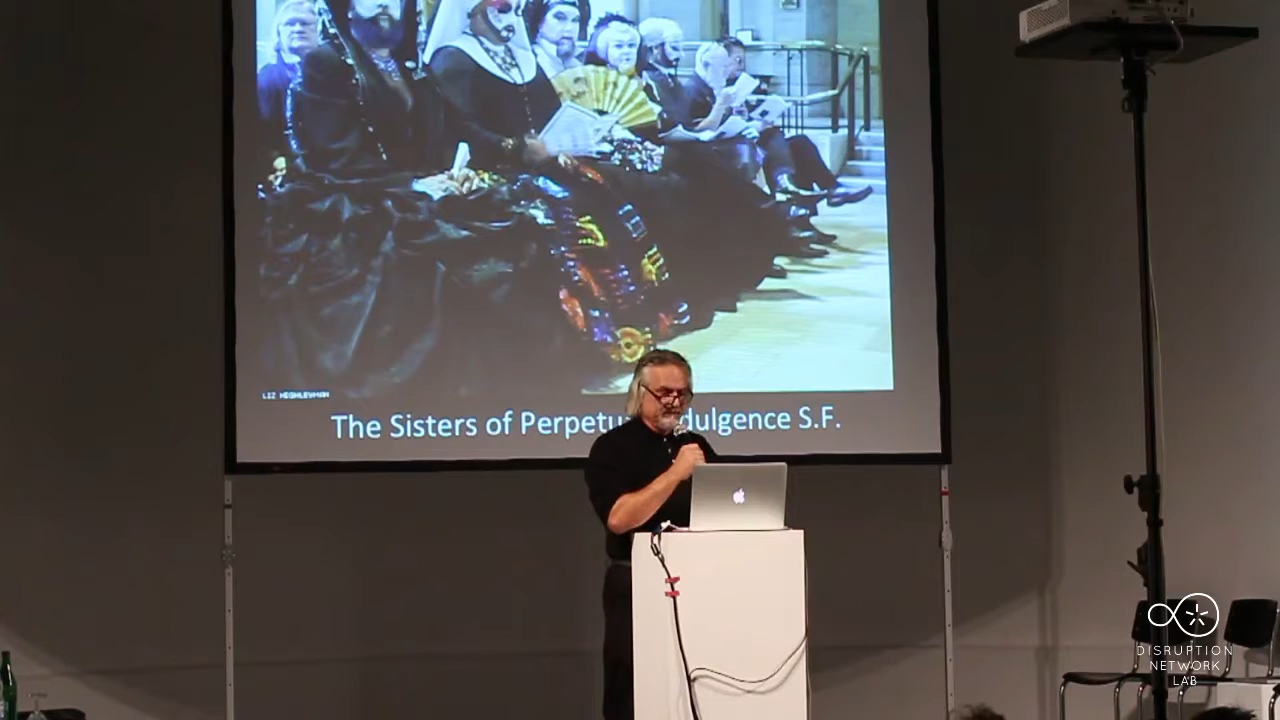 LIZ HIGHLEYMAN
The Sisters of Perpetu dulgence S.F.
DISRUPTION
NETWORK
LAB